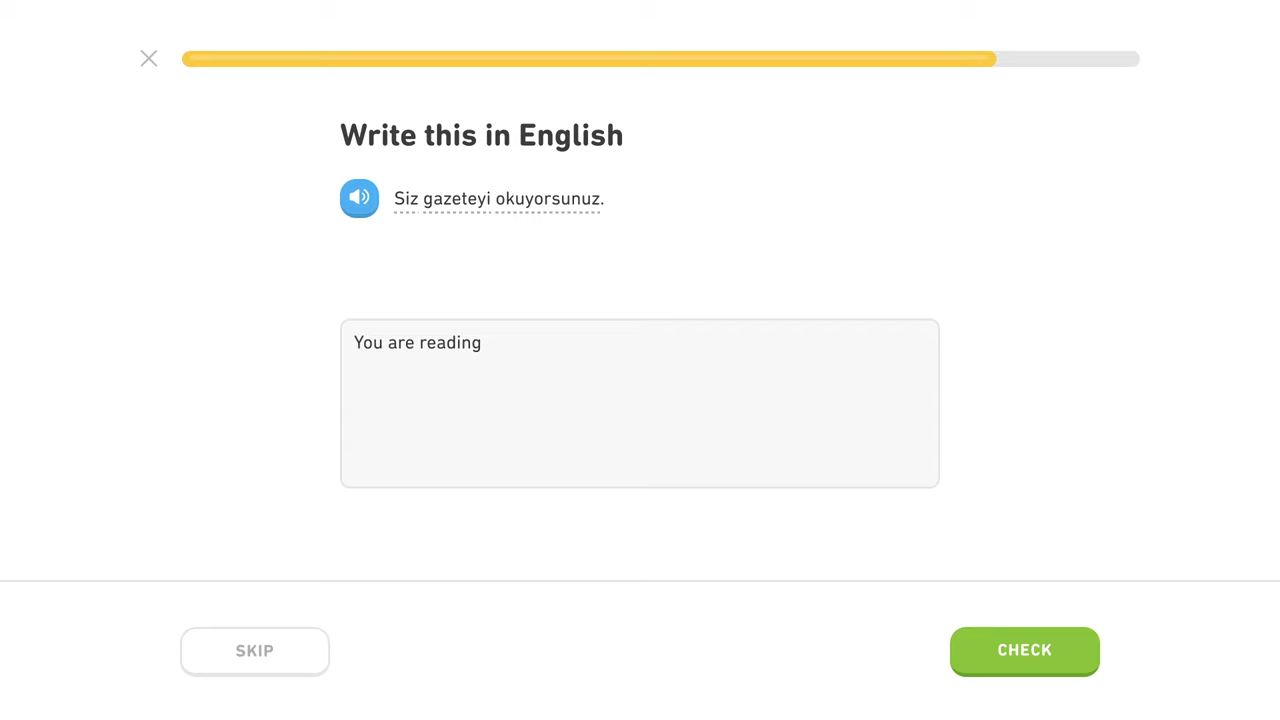 Write this in English
Siz gazeteyi okuyorsunuz.
You are reading
SKIP
CHECK